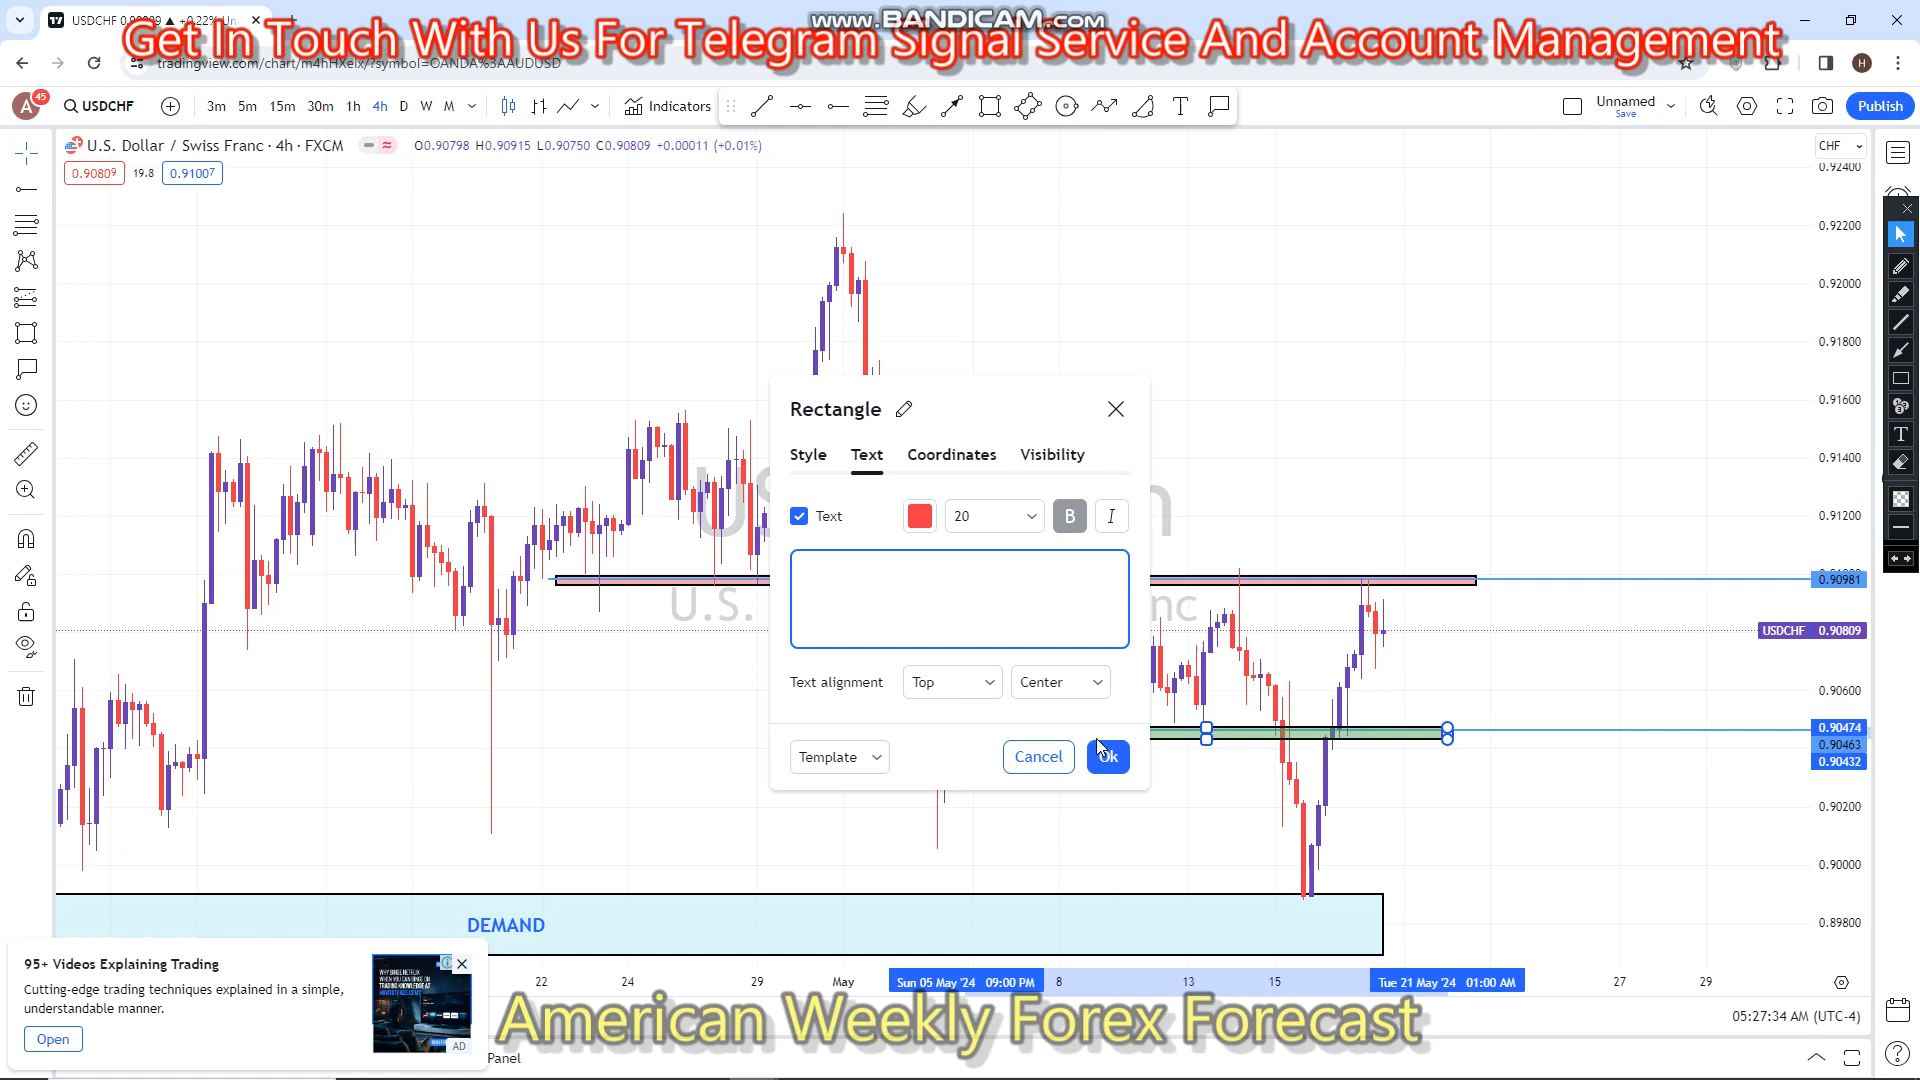 USDCHF 0.90809 ▲ +0.22% Un
www.BANDICAM.com
Get In Touch With Us For Telegram Signal Service And Account Management
tradingview.com/chart/m4hHXelx/?symbol=OANDA%3AAUDUSD
H
A 45 USDCHF 3m 5m 15m 30m 1h 4h D W M Indicators
Unnamed
Save
Publish
U.S. Dollar / Swiss Franc · 4h · FXCM
O0.90798 H0.90915 L0.90750 C0.90809 +0.00011 (+0.01%)
0.90809 19.8 0.91007
CHF
0.92400
0.92200
0.92000
0.91800
0.91600
0.91400
0.91200
0.90981
USDCHF 0.90809
0.90600
0.90474
0.90463
0.90432
0.90200
0.90000
0.89800
Rectangle
Style Text Coordinates Visibility
Text 20 B I
Text alignment Top Center
Template Cancel Ok
U.S.
DEMAND
95+ Videos Explaining Trading
Cutting-edge trading techniques explained in a simple,
understandable manner.
Open
AD
22 24 29 May Sun 05 May '24 09:00 PM 8 13 15 Tue 21 May '24 01:00 AM 27 29
American Weekly Forex Forecast
05:27:34 AM (UTC-4)
Panel